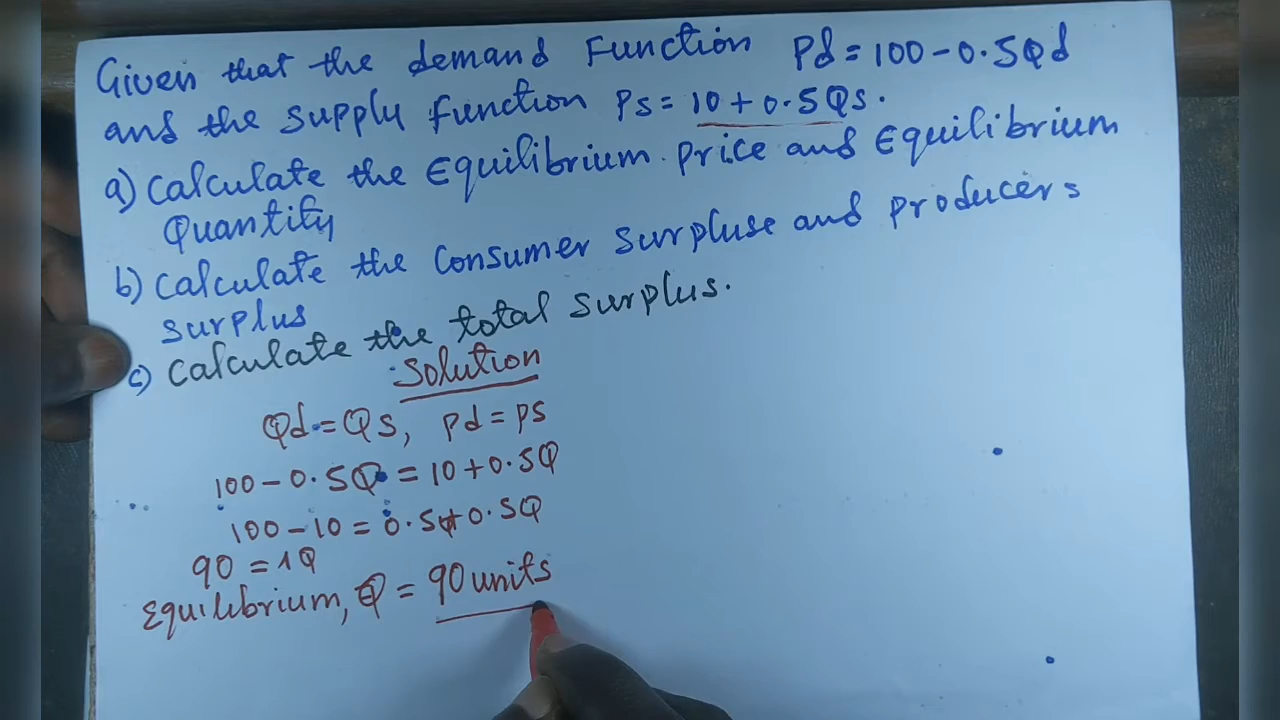 Given that the demand Function Pd = 100 - 0.5Qd
and the supply function Ps = 10 + 0.5Qs.
a) Calculate the Equilibrium price and Equilibrium
Quantity
b) Calculate the Consumer surpluse and producers
surplus
c) Calculate the total surplus.
Solution
Qd = Qs, Pd = Ps
100 - 0.5Q = 10 + 0.5Q
100 - 10 = 0.5Q + 0.5Q
90 = 1Q
Equilibrium, Q = 90 units